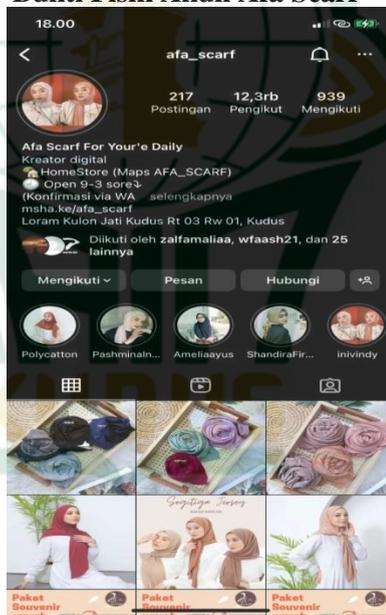 18.00
afa_scarf
217 12,3rb 939
Postingan Pengikut Mengikuti
Afa Scarf For Your'e Daily
Kreator digital
HomeStore (Maps AFA_SCARF)
Open 9-3 sore
(Konfirmasi via WA selengkapnya
msha.ke/afa_scarf
Loram Kulon Jati Kudus Rt 03 Rw 01, Kudus
Diikuti oleh zalfamaliaa, wfaash21, dan 25
lainnya
Mengikuti Pesan Hubungi
Polycatton PashminaIn... Ameliaayus ShandiraFir... inivindy
Segitiga Jersey
Paket Paket Paket
Souvenir Souvenir Souvenir